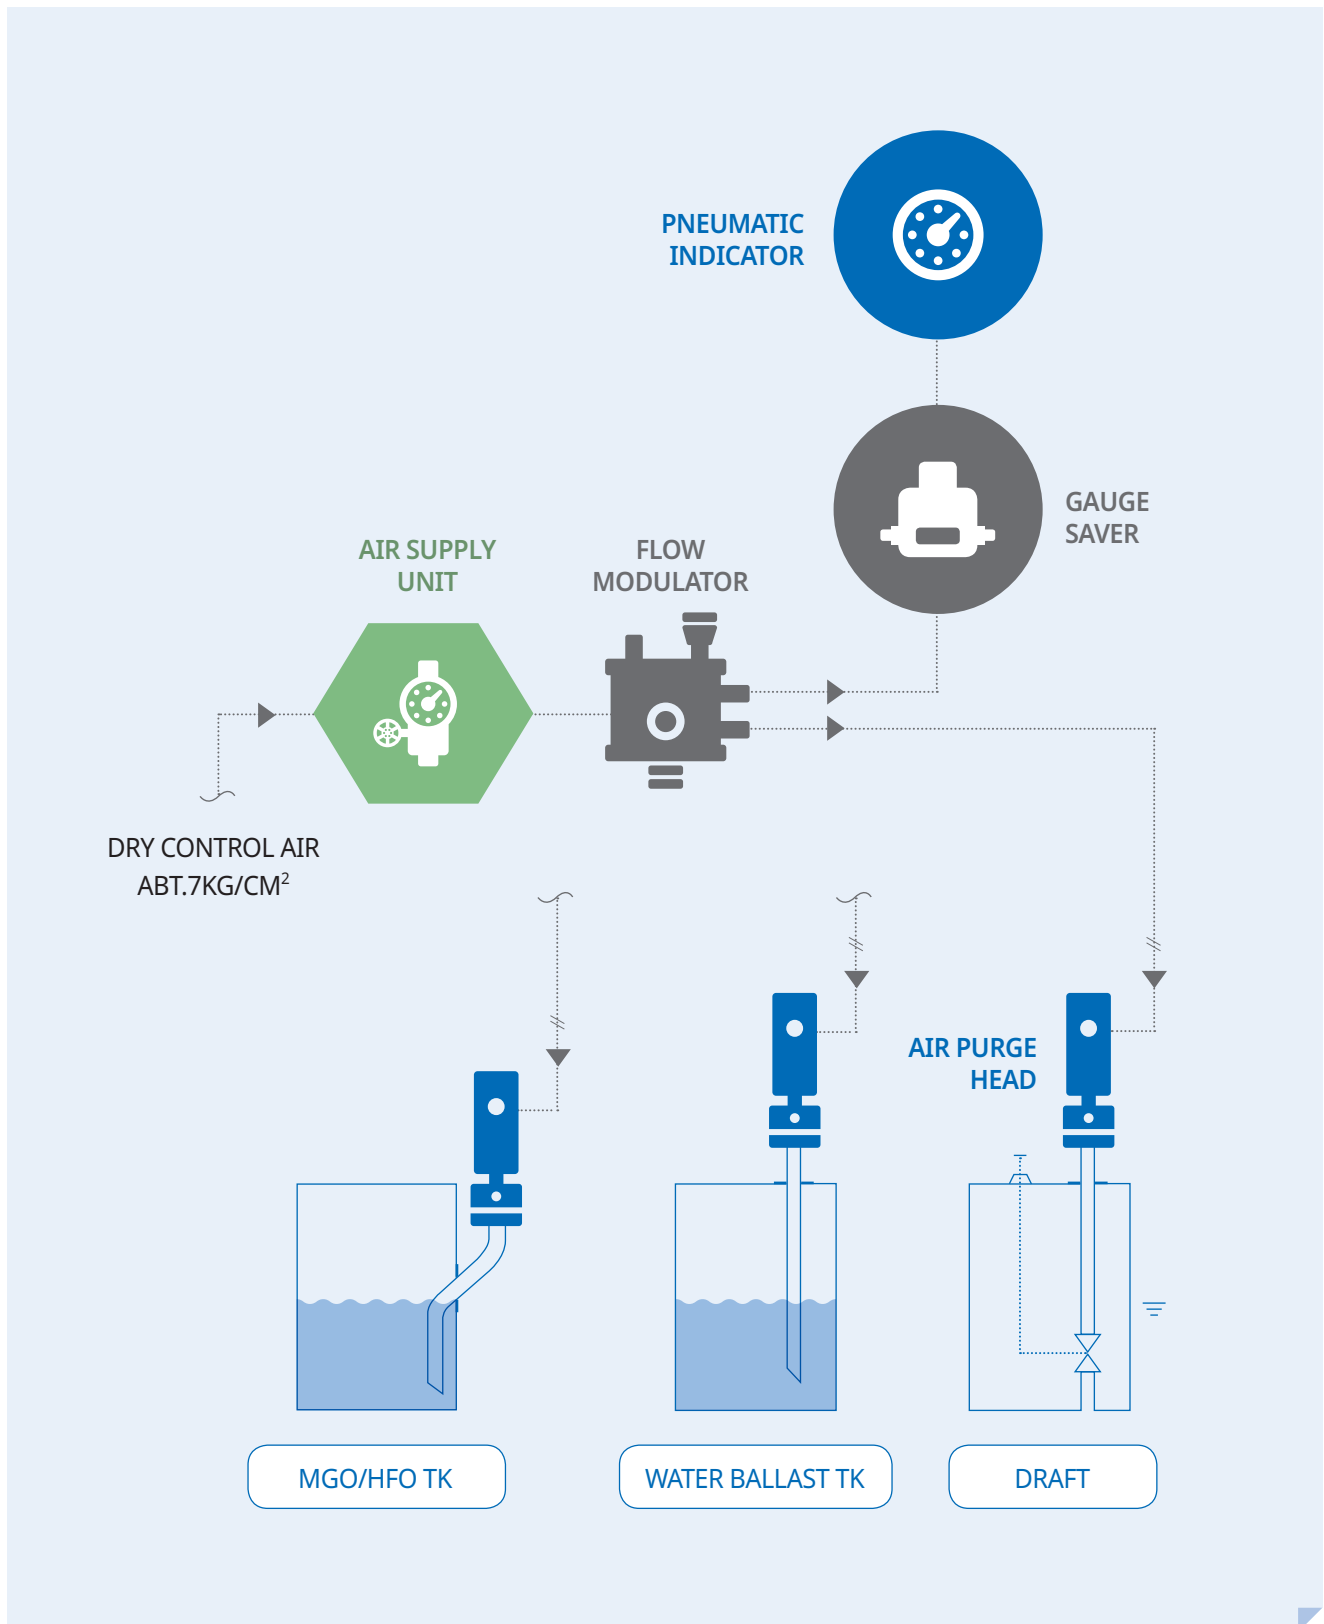 PNEUMATIC
INDICATOR
GAUGE
SAVER
AIR SUPPLY
UNIT
FLOW
MODULATOR
DRY CONTROL AIR
ABT.7KG/CM²
AIR PURGE
HEAD
MGO/HFO TK
WATER BALLAST TK
DRAFT